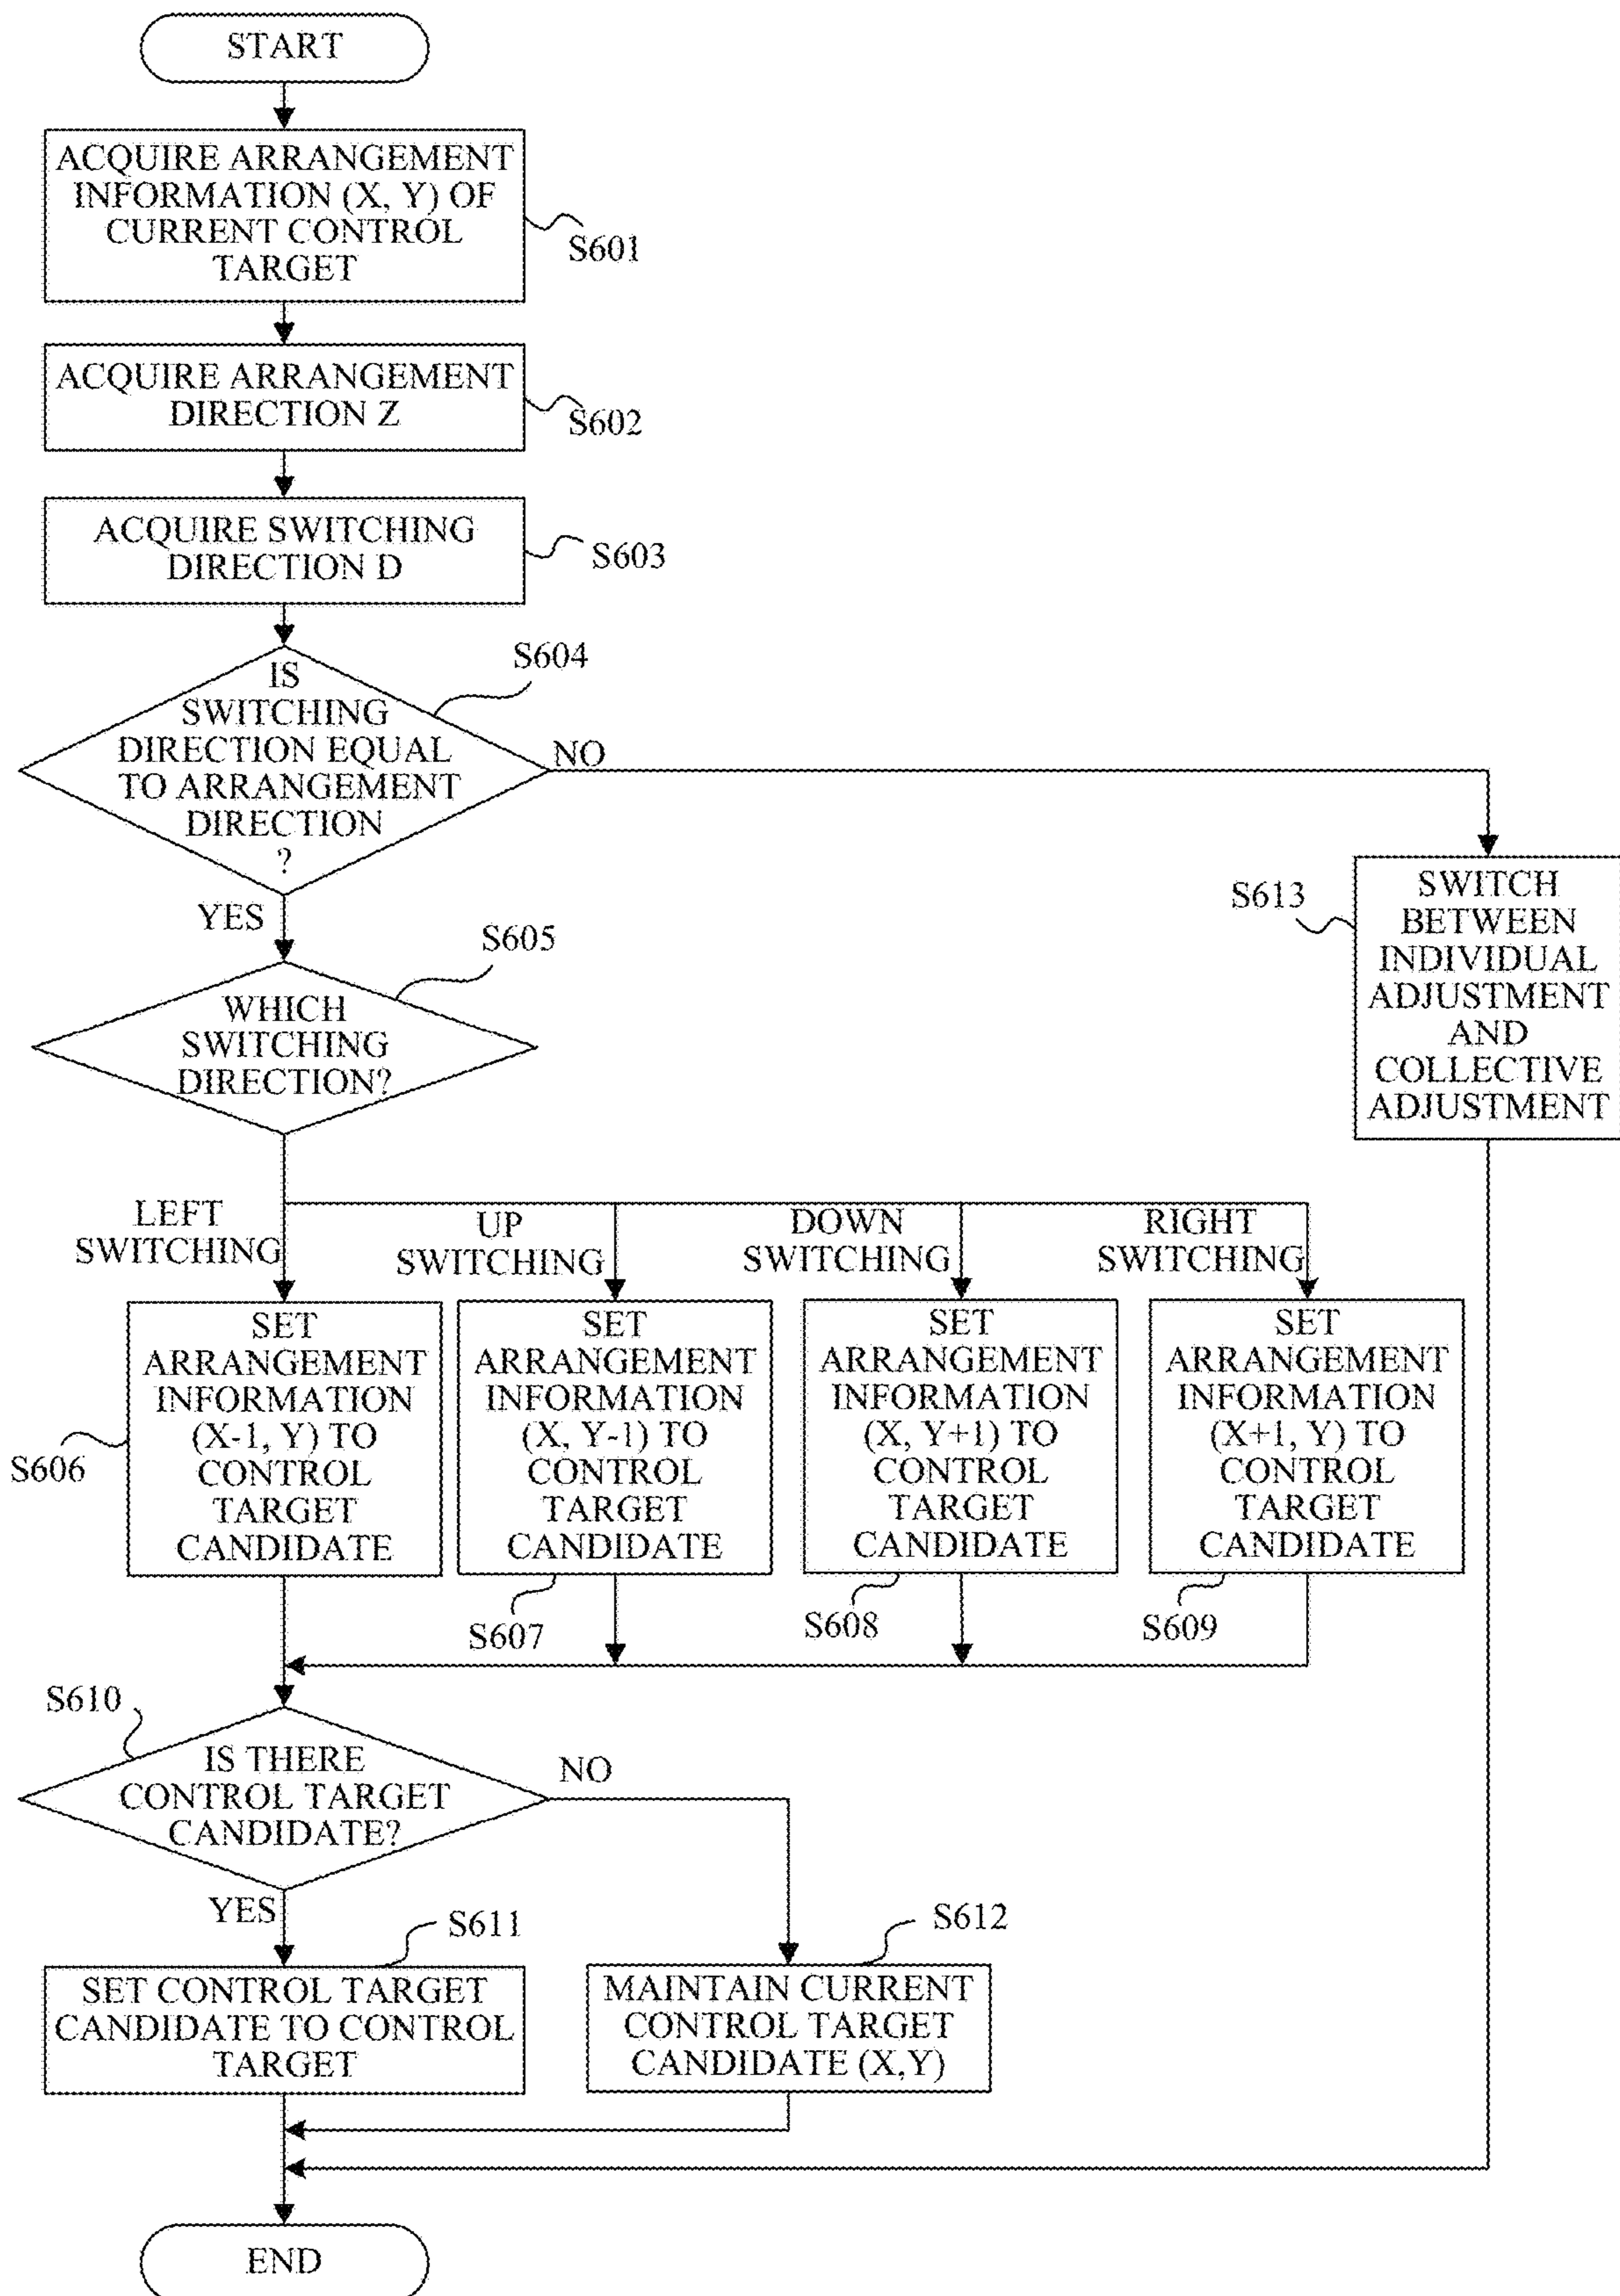 START
ACQUIRE ARRANGEMENT
INFORMATION (X, Y) OF
CURRENT CONTROL
TARGET
S601
ACQUIRE ARRANGEMENT
DIRECTION Z
S602
ACQUIRE SWITCHING
DIRECTION D
S603
IS
SWITCHING
DIRECTION EQUAL
TO ARRANGEMENT
DIRECTION
?
S604
NO
YES
S613
SWITCH
BETWEEN
INDIVIDUAL
ADJUSTMENT
AND
COLLECTIVE
ADJUSTMENT
S605
WHICH
SWITCHING
DIRECTION?
LEFT
SWITCHING
UP
SWITCHING
DOWN
SWITCHING
RIGHT
SWITCHING
SET
ARRANGEMENT
INFORMATION
(X-1, Y) TO
CONTROL
TARGET
CANDIDATE
S606
SET
ARRANGEMENT
INFORMATION
(X, Y-1) TO
CONTROL
TARGET
CANDIDATE
S607
SET
ARRANGEMENT
INFORMATION
(X, Y+1) TO
CONTROL
TARGET
CANDIDATE
S608
SET
ARRANGEMENT
INFORMATION
(X+1, Y) TO
CONTROL
TARGET
CANDIDATE
S609
S610
IS THERE
CONTROL TARGET
CANDIDATE?
NO
YES
S611
SET CONTROL TARGET
CANDIDATE TO CONTROL
TARGET
S612
MAINTAIN CURRENT
CONTROL TARGET
CANDIDATE (X,Y)
END